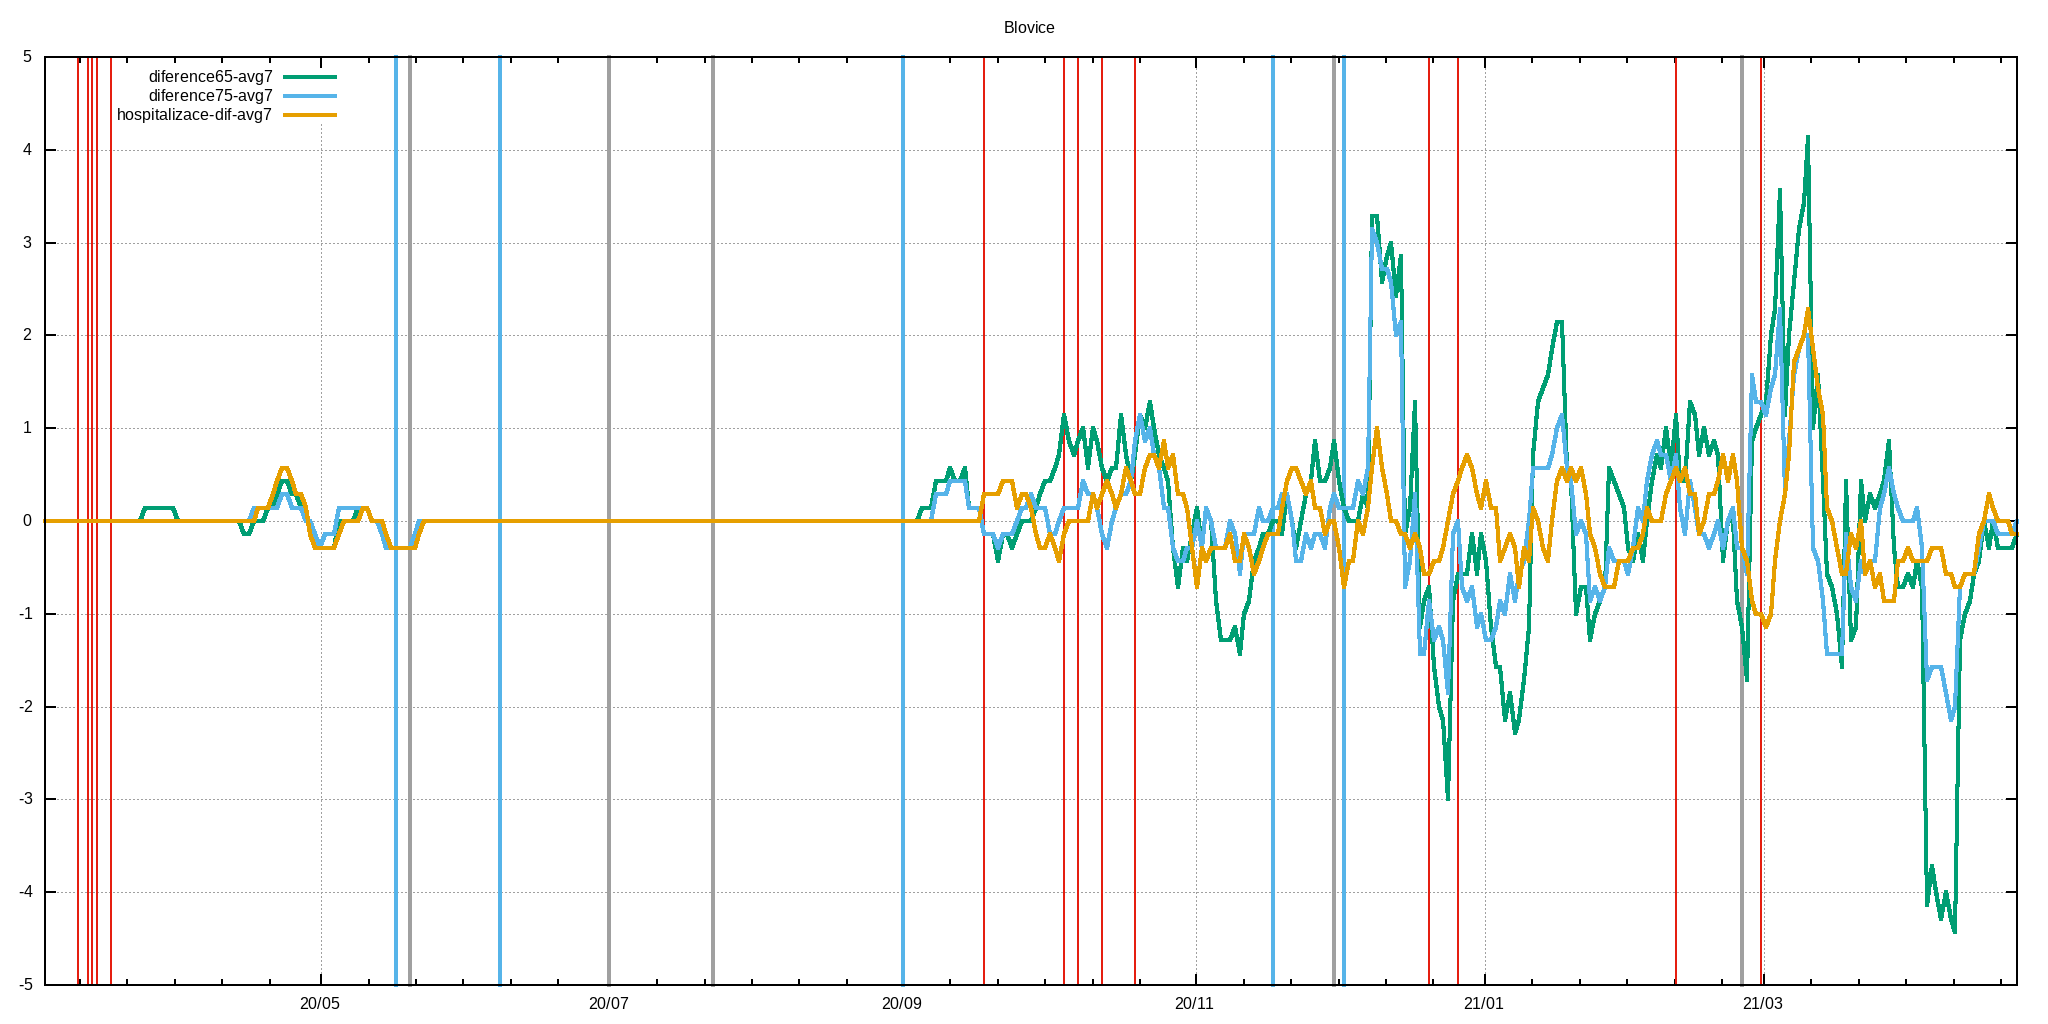 Blovice
diference65-avg7
diference75-avg7
hospitalizace-dif-avg7
5
4
3
2
1
0
-1
-2
-3
-4
-5
20/05 20/07 20/09 20/11 21/01 21/03